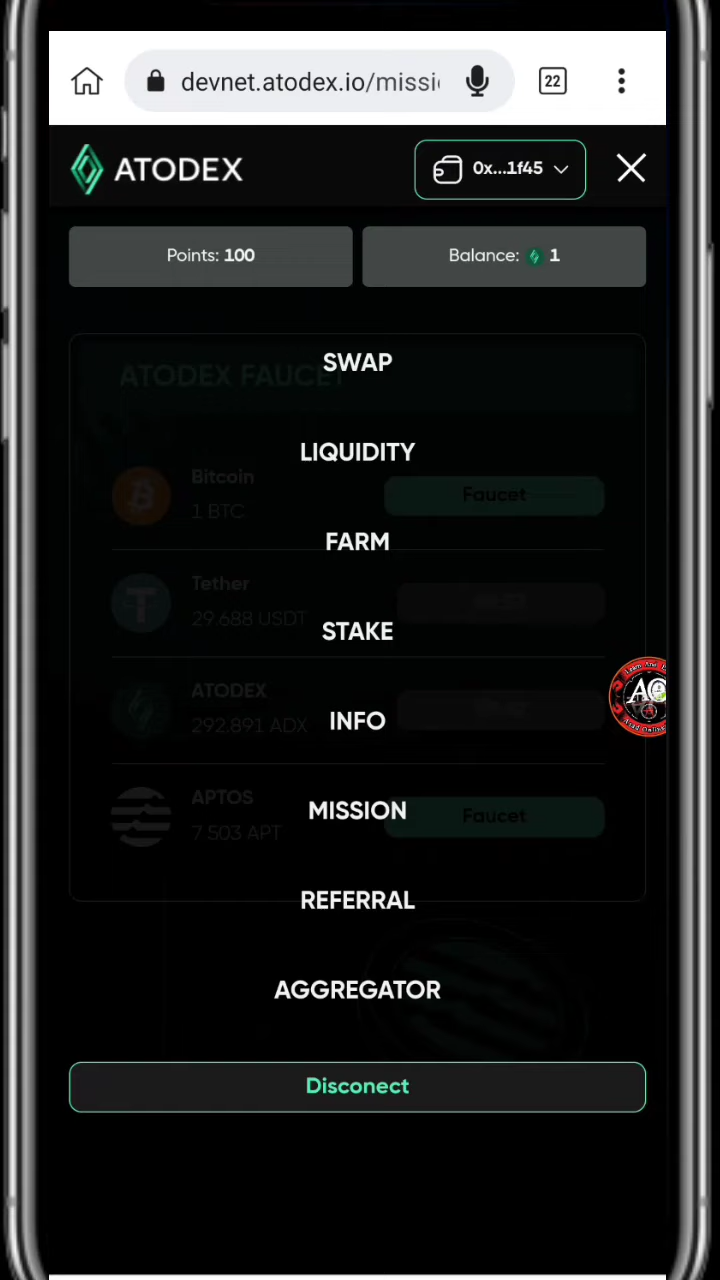 22
devnet.atodex.io/missi
ATODEX
0x...1f45
Points: 100
Balance: 1
SWAP
ATODEX FAUCET
LIQUIDITY
Bitcoin
1 BTC
Faucet
FARM
Tether
29.688 USDT
STAKE
ATODEX
292.891 ADX
INFO
APTOS
7.503 APT
MISSION
Faucet
REFERRAL
AGGREGATOR
Disconect